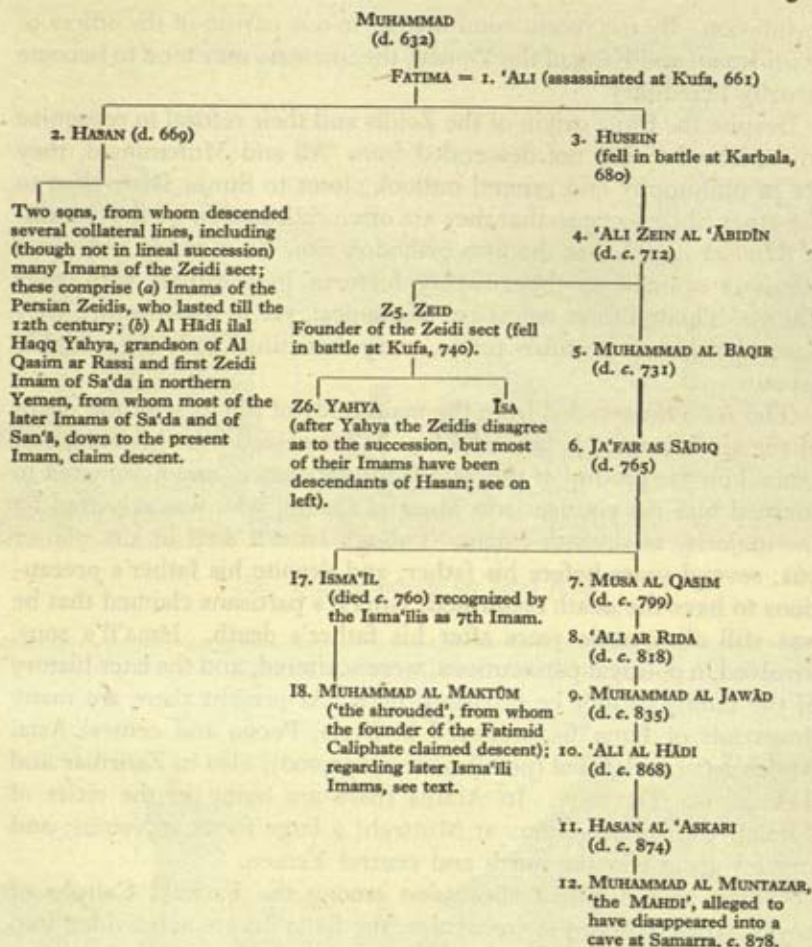 MUHAMMAD
(d. 632)
FATIMA = 1. ‘ALI (assassinated at Kufa, 661)
2. HASAN (d. 669)
Two sons, from whom descended
several collateral lines, including
(though not in lineal succession)
many Imams of the Zeidi sect;
these comprise (a) Imams of the
Persian Zeidis, who lasted till the
12th century; (b) Al Hādi ilal
Haqq Yahya, grandson of Al
Qasim ar Rassi and first Zeidi
Imam of Sa‘da in northern
Yemen, from whom most of the
later Imams of Sa‘da and of
San‘ā, down to the present
Imam, claim descent.
3. HUSEIN
(fell in battle at Karbala,
680)
4. ‘ALI ZEIN AL ‘ĀBIDĪN
(d. c. 712)
Z5. ZEID
Founder of the Zeidi sect (fell
in battle at Kufa, 740).
Z6. YAHYA
(after Yahya the Zeidis disagree
as to the succession, but most
of their Imams have been
descendants of Hasan; see on
left).
ĪSA
5. MUHAMMAD AL BAQIR
(d. c. 731)
6. JA‘FAR AS SĀDIQ
(d. 765)
I7. ISMA‘ĪL
(died c. 760) recognized by
the Isma‘īlis as 7th Imam.
I8. MUHAMMAD AL MAKTŪM
(‘the shrouded’, from whom
the founder of the Fatimid
Caliphate claimed descent);
regarding later Isma‘īli
Imams, see text.
7. MUSA AL QASIM
(d. c. 799)
8. ‘ALI AR RIDA
(d. c. 818)
9. MUHAMMAD AL JAWĀD
(d. c. 835)
10. ‘ALI AL HĀDI
(d. c. 868)
11. HASAN AL ‘ASKARI
(d. c. 874)
12. MUHAMMAD AL MUNTAZAR,
‘the MAHDI’, alleged to
have disappeared into a
cave at Samarra, c. 878.